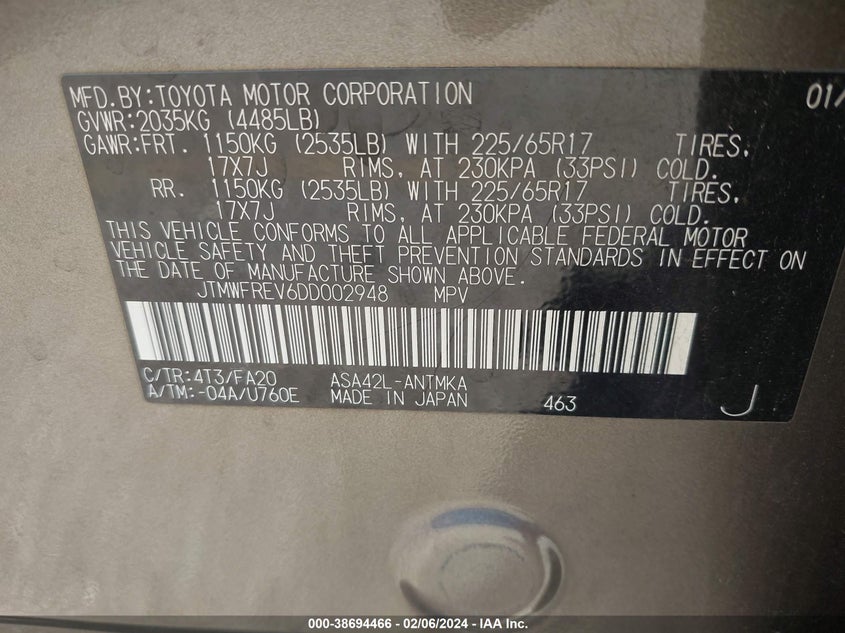 MFD.BY:TOYOTA MOTOR CORPORATION 01/
GVWR:2035KG (4485LB)
GAWR:FRT. 1150KG (2535LB) WITH 225/65R17 TIRES,
17X7J RIMS, AT 230KPA (33PSI) COLD.
RR. 1150KG (2535LB) WITH 225/65R17 TIRES,
17X7J RIMS, AT 230KPA (33PSI) COLD.
THIS VEHICLE CONFORMS TO ALL APPLICABLE FEDERAL MOTOR
VEHICLE SAFETY AND THEFT PREVENTION STANDARDS IN EFFECT ON
THE DATE OF MANUFACTURE SHOWN ABOVE.
JTMWFREV6DD002948 MPV
C/TR:4T3/FA20 ASA42L-ANTMKA
A/TM:-04A/U760E MADE IN JAPAN 463 J
000-38694466 - 02/06/2024 - IAA Inc.